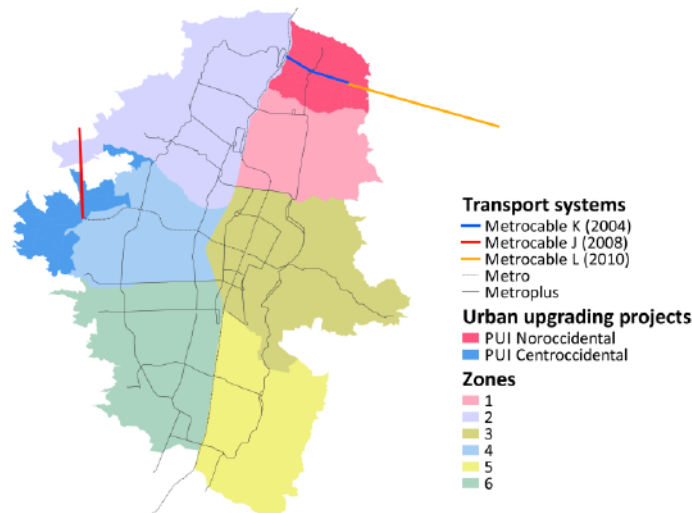 Transport systems
Metrocable K (2004)
Metrocable J (2008)
Metrocable L (2010)
Metro
Metroplus
Urban upgrading projects
PUI Noroccidental
PUI Centroccidental
Zones
1
2
3
4
5
6